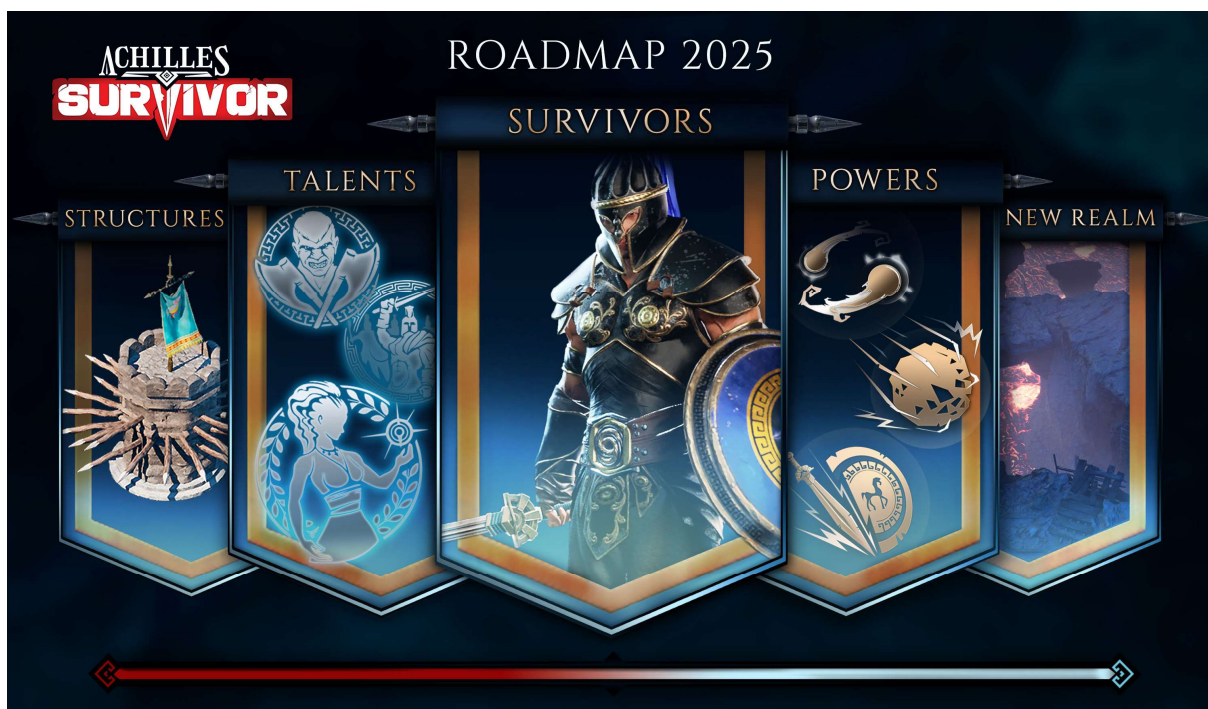 ACHILLES
SURVIVOR
ROADMAP 2025
STRUCTURES
TALENTS
SURVIVORS
POWERS
NEW REALM